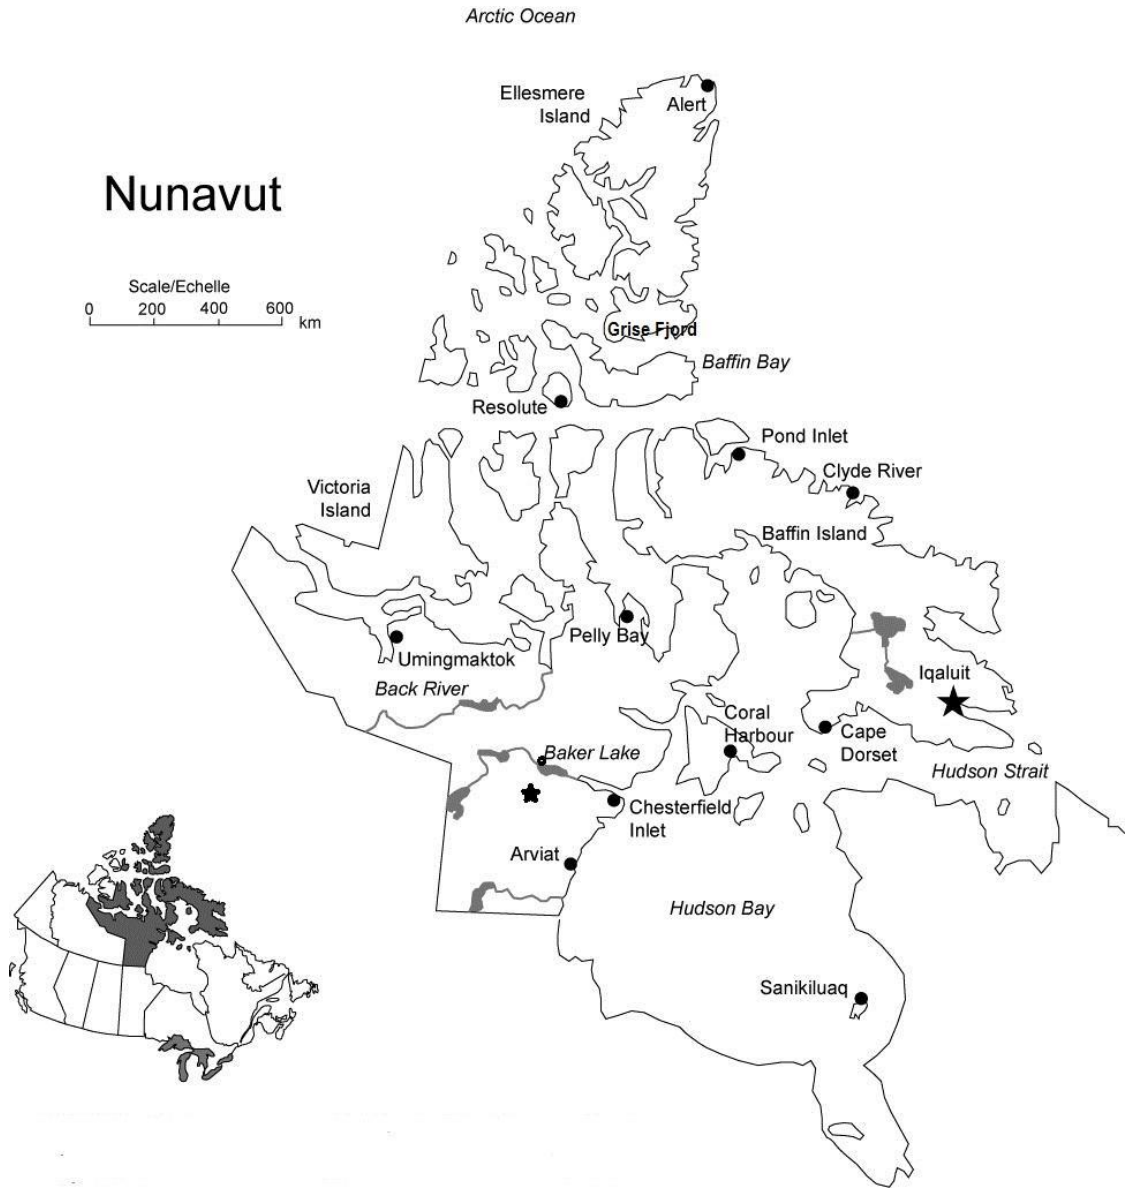 Arctic Ocean
Ellesmere
Island
Alert
Nunavut
Scale/Echelle
0 200 400 600
km
Grise Fjord
Baffin Bay
Resolute
Pond Inlet
Clyde River
Victoria
Island
Baffin Island
Pelly Bay
Umingmaktok
Iqaluit
Back River
Coral
Harbour
Cape
Dorset
Baker Lake
Hudson Strait
Chesterfield
Inlet
Arviat
Hudson Bay
Sanikiluaq